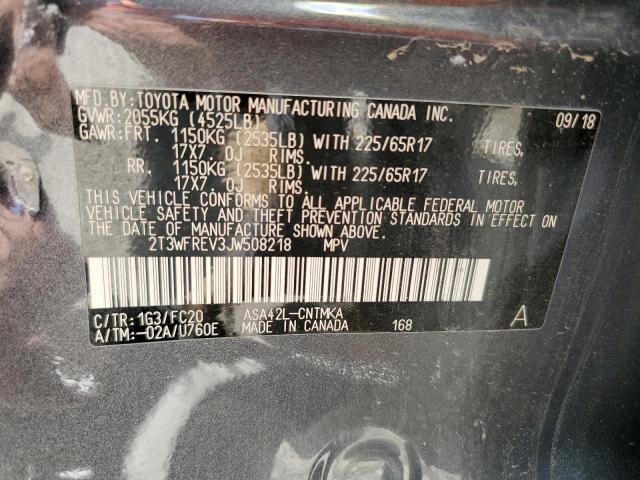 MFD.BY:TOYOTA MOTOR MANUFACTURING CANADA INC.
09/18
GVWR:2055KG (4525LB)
GAWR:FRT. 1150KG (2535LB) WITH 225/65R17 TIRES,
17X7.0J RIMS.
RR. 1150KG (2535LB) WITH 225/65R17 TIRES,
17X7.0J RIMS.
THIS VEHICLE CONFORMS TO ALL APPLICABLE FEDERAL MOTOR
VEHICLE SAFETY AND THEFT PREVENTION STANDARDS IN EFFECT ON
THE DATE OF MANUFACTURE SHOWN ABOVE.
2T3WFREV3JW508218 MPV
C/TR:1G3/FC20 ASA42L-CNTMKA
A/TM:-02A/U760E MADE IN CANADA 168 A